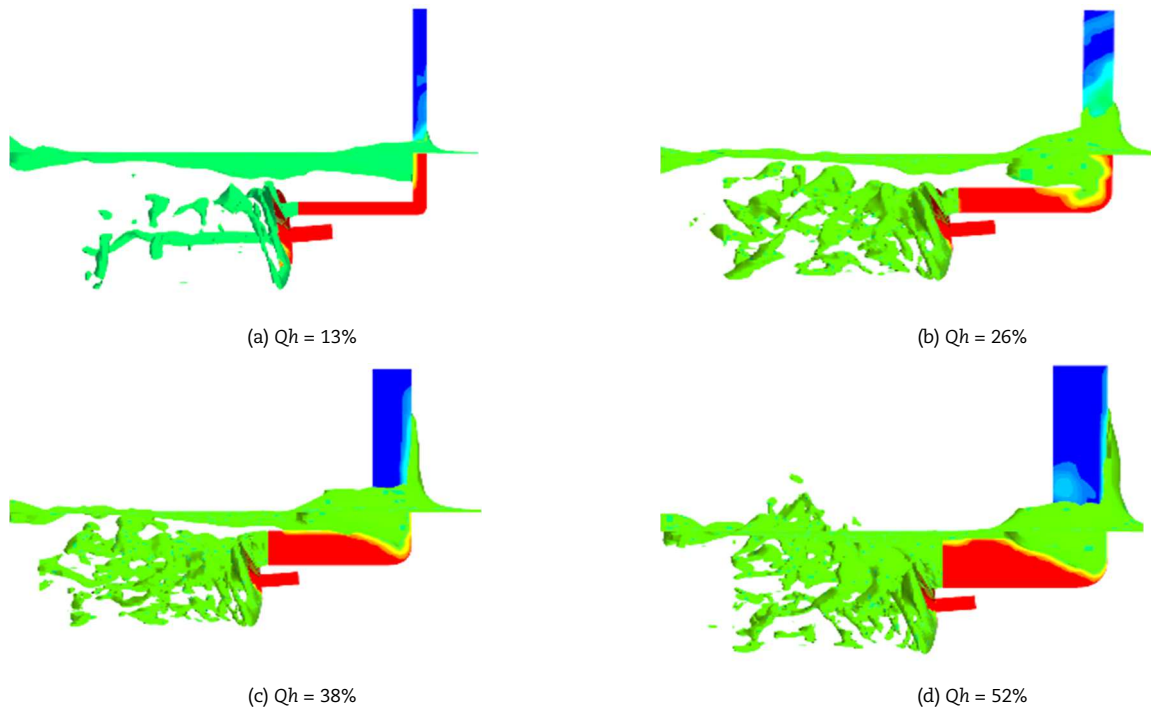 (a) Qh = 13%
(b) Qh = 26%
(c) Qh = 38%
(d) Qh = 52%